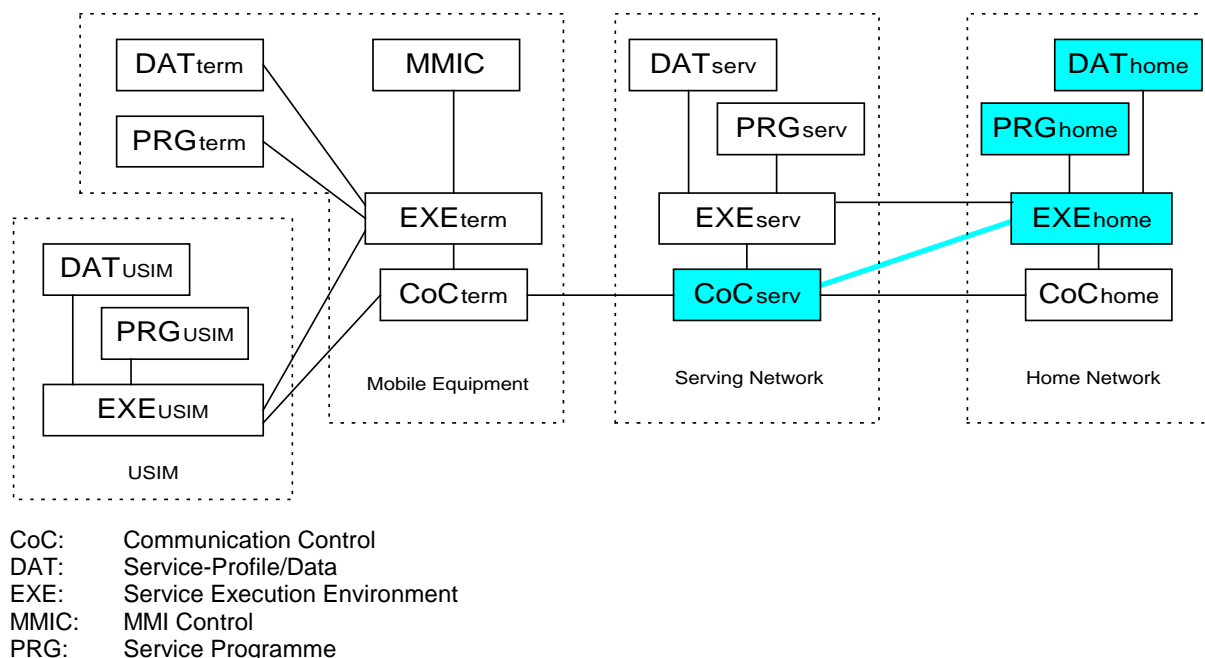 DATterm
MMIC
DATserv
DAThome
PRGterm
PRGserv
PRGhome
EXEterm
EXEserv
EXEhome
DATUSIM
CoCterm
CoCserv
CoChome
PRGUSIM
Mobile Equipment
Serving Network
Home Network
EXEUSIM
USIM
CoC: Communication Control
DAT: Service-Profile/Data
EXE: Service Execution Environment
MMIC: MMI Control
PRG: Service Programme